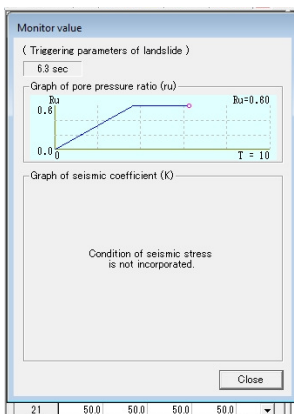 Monitor value
( Triggering parameters of landslide )
6.3 sec
Graph of pore pressure ratio (ru)
Ru
Ru=0.60
0.6
0.0
0
T = 10
Graph of seismic coefficient (K)
Condition of seismic stress
is not incorporated.
Close
21 50.0 50.0 50.0 50.0